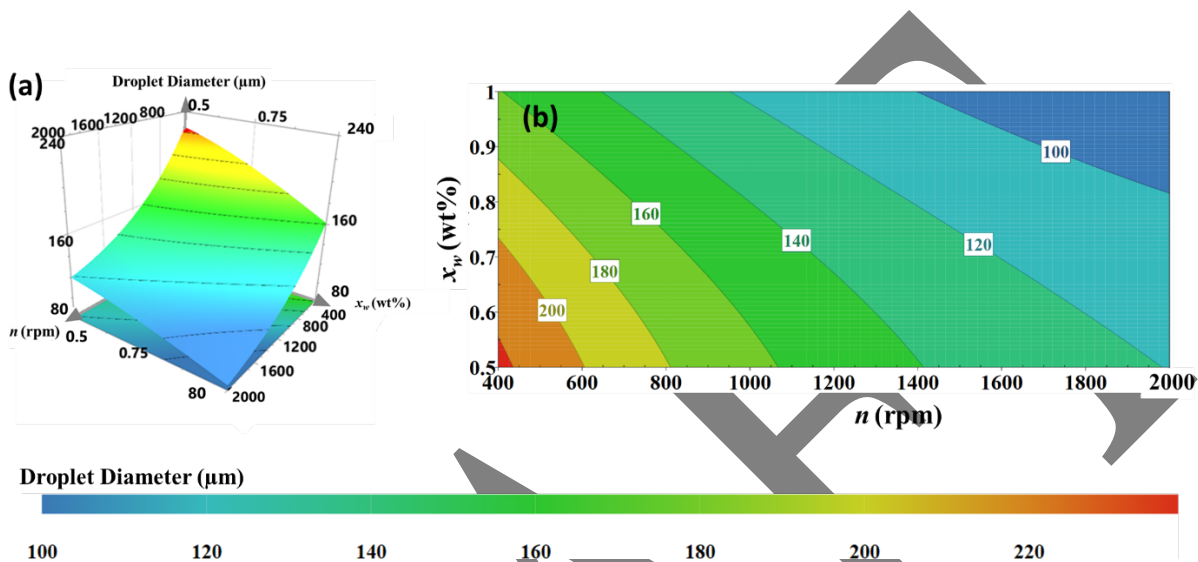 (a)
Droplet Diameter (μm)
2000 1600 1200 800 0.5 0.75 240
240
160 160
80 80 x_w (wt%)
n (rpm) 0.5 400
0.75 800
1200
1600
80 2000
(b)
1
0.9 100
0.8 160
0.7 140 120
180
0.6 200
0.5
x_w (wt%)
400 600 800 1000 1200 1400 1600 1800 2000
n (rpm)
Droplet Diameter (μm)
100 120 140 160 180 200 220